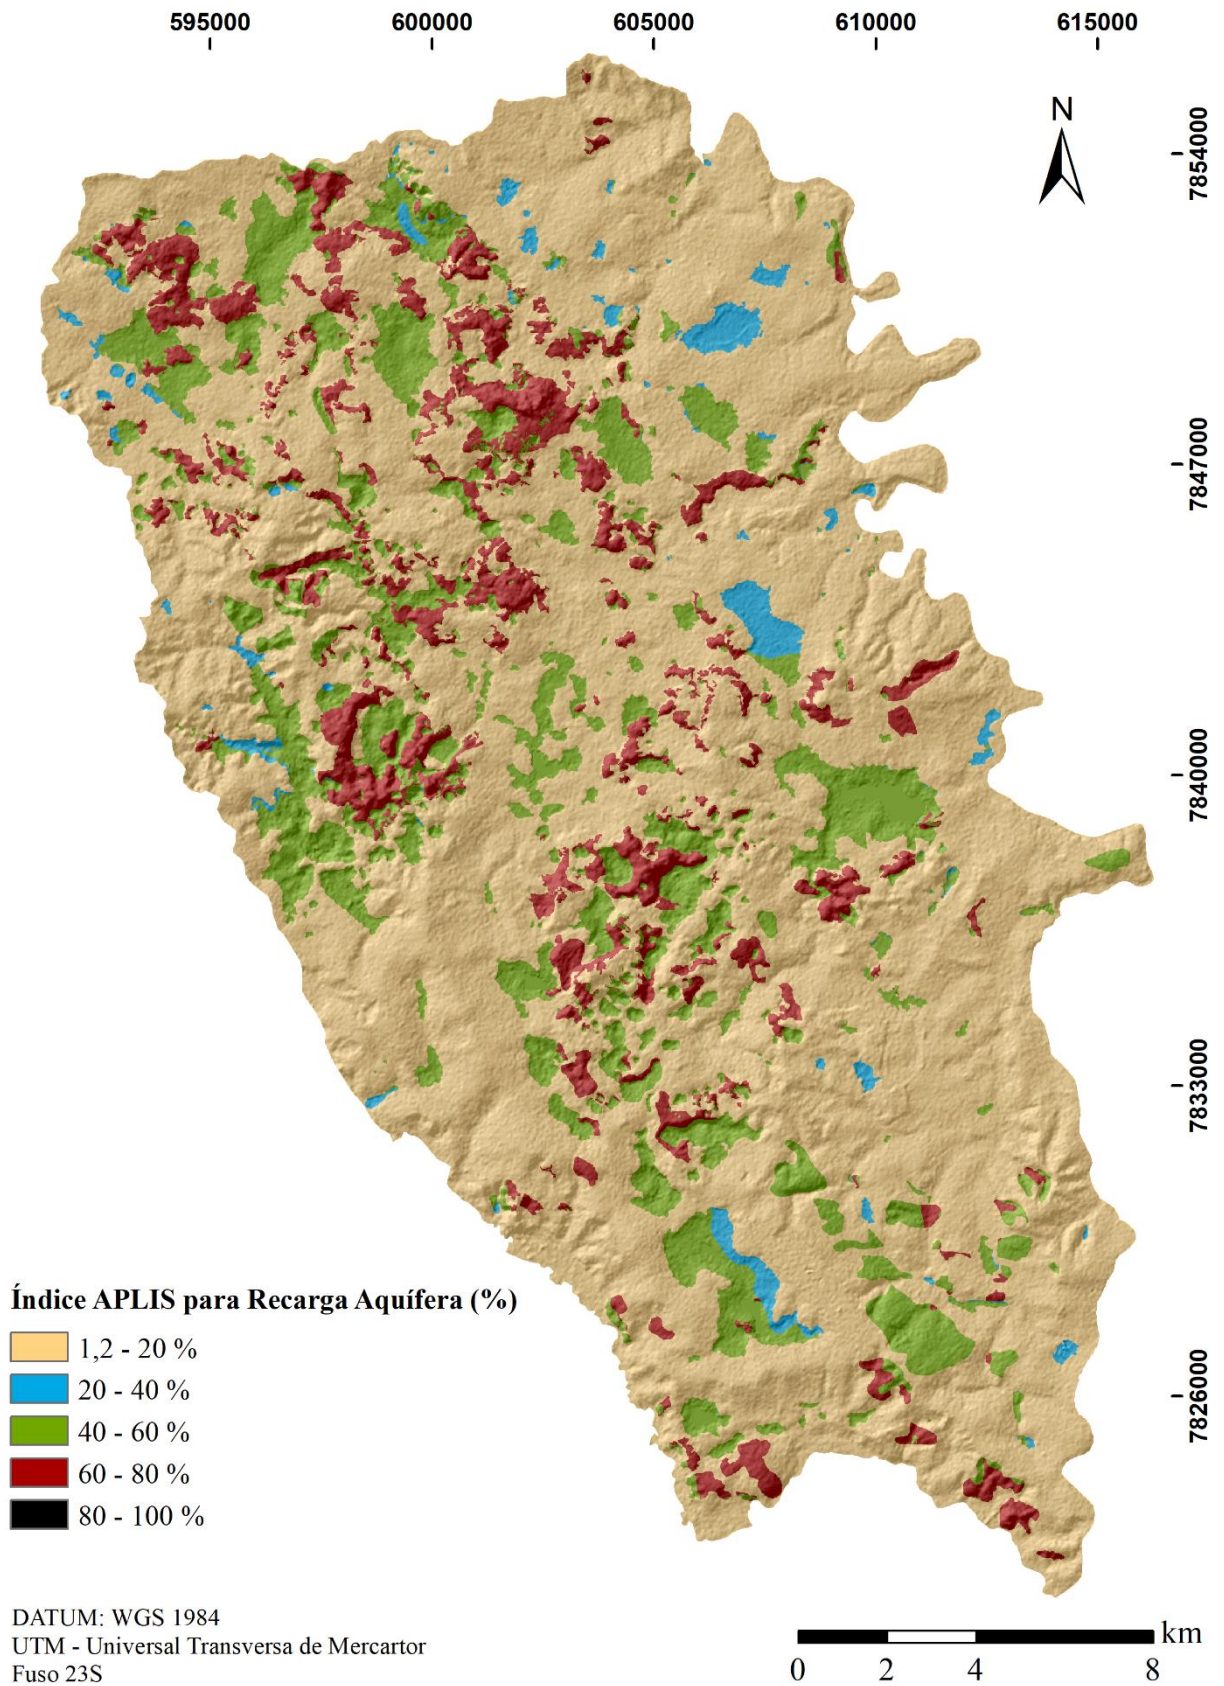 595000 600000 605000 610000 615000
N
7854000
7847000
7840000
7833000
7826000
Índice APLIS para Recarga Aquífera (%)
1,2 - 20 %
20 - 40 %
40 - 60 %
60 - 80 %
80 - 100 %
DATUM: WGS 1984
UTM - Universal Transversa de Mercartor
Fuso 23S
km
0 2 4 8